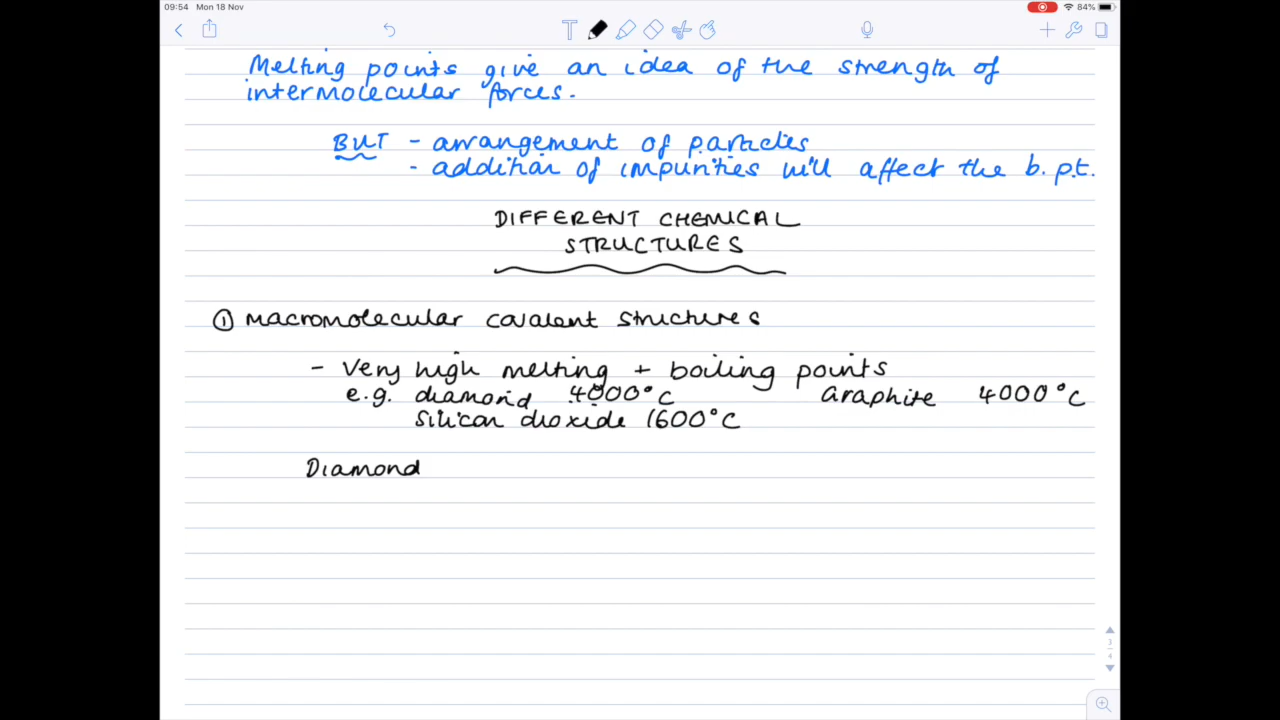 09:54 Mon 18 Nov 84%
Melting points give an idea of the strength of
intermolecular forces.
BUT - arrangement of particles
- addition of impurities will affect the b.p.t.
DIFFERENT CHEMICAL
STRUCTURES
① macromolecular covalent structures
- Very high melting + boiling points
e.g. diamond 4000°C Graphite 4000°C
Silicon dioxide 1600°C
Diamond
3
4